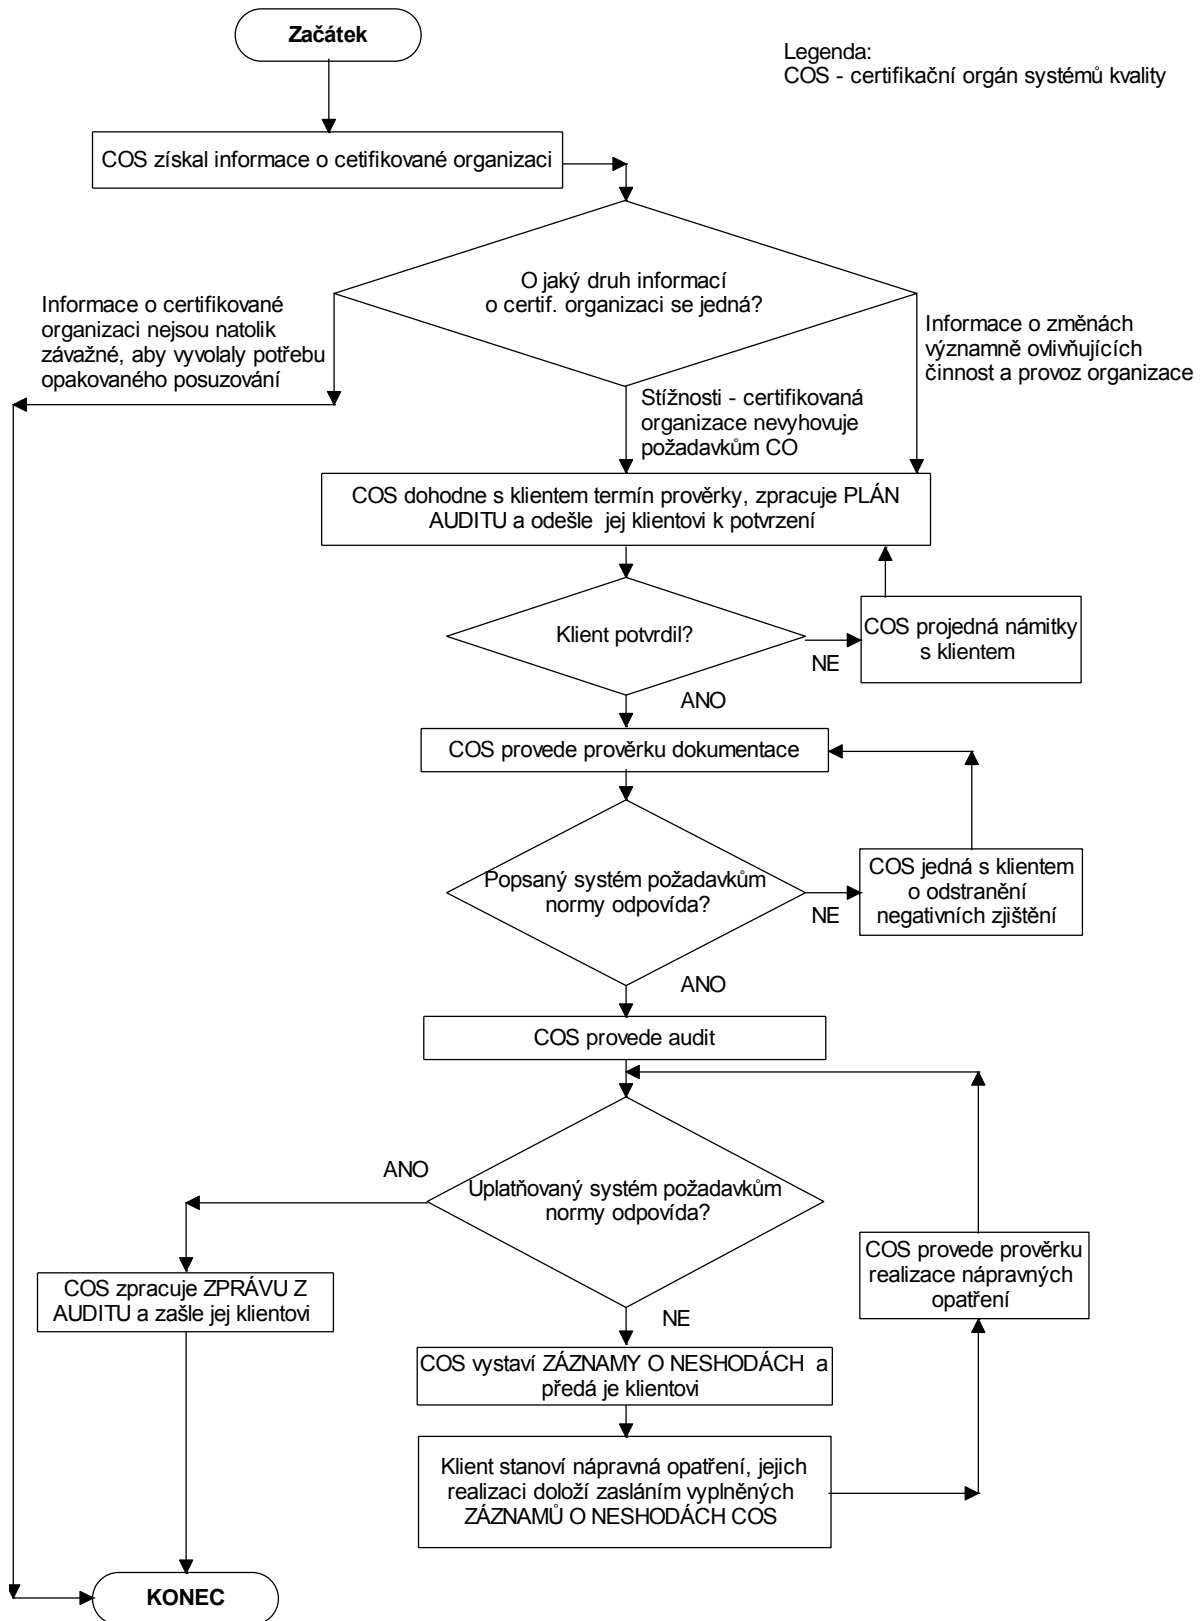 Začátek
Legenda:
COS - certifikační orgán systémů kvality
COS získal informace o cetifikované organizaci
O jaký druh informací
o certif. organizaci se jedná?
Informace o certifikované
organizaci nejsou natolik
závažné, aby vyvolaly potřebu
opakovaného posuzování
Informace o změnách
významně ovlivňujících
činnost a provoz organizace
Stížnosti - certifikovaná
organizace nevyhovuje
požadavkům CO
COS dohodne s klientem termín prověrky, zpracuje PLÁN
AUDITU a odešle jej klientovi k potvrzení
Klient potvrdil?
NE
COS projedná námitky
s klientem
ANO
COS provede prověrku dokumentace
Popsaný systém požadavkům
normy odpovída?
NE
COS jedná s klientem
o odstranění
negativních zjištění
ANO
COS provede audit
ANO
Uplatňovaný systém požadavkům
normy odpovída?
COS provede prověrku
realizace nápravných
opatření
COS zpracuje ZPRÁVU Z
AUDITU a zašle jej klientovi
NE
COS vystaví ZÁZNAMY O NESHODÁCH a
předá je klientovi
Klient stanoví nápravná opatření, jejich
realizaci doloží zasláním vyplněných
ZÁZNAMŮ O NESHODÁCH COS
KONEC